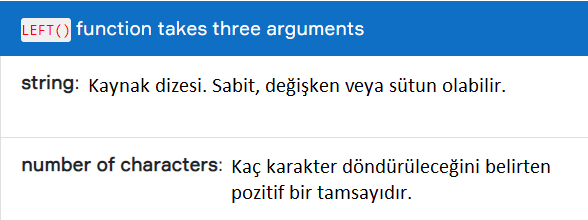 LEFT() function takes three arguments
string: Kaynak dizesi. Sabit, değişken veya sütun olabilir.
number of characters: Kaç karakter döndürüleceğini belirten
pozitif bir tamsayıdır.